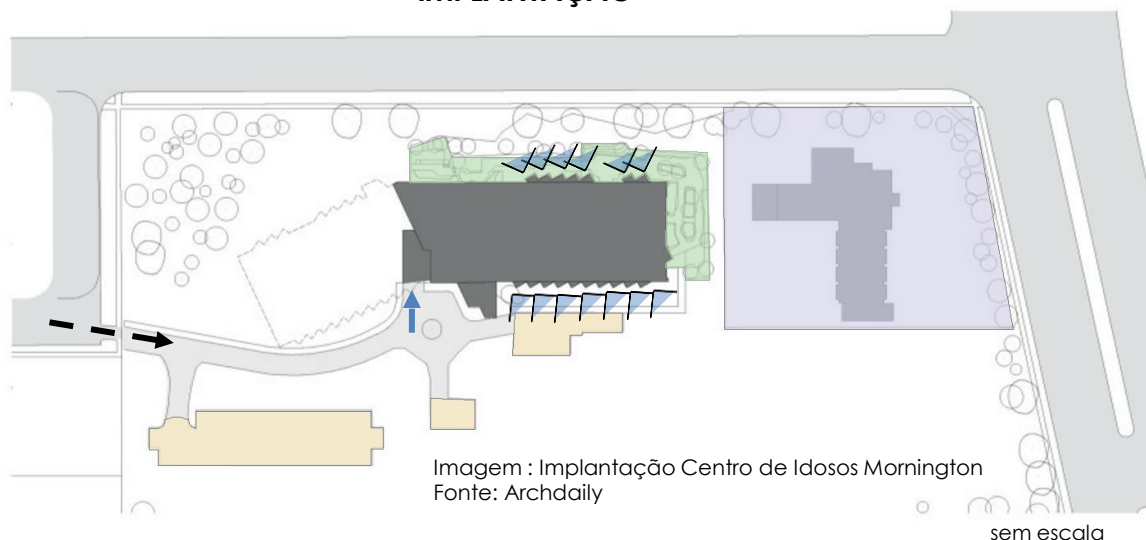 Imagem : Implantação Centro de Idosos Mornington
Fonte: Archdaily
sem escala